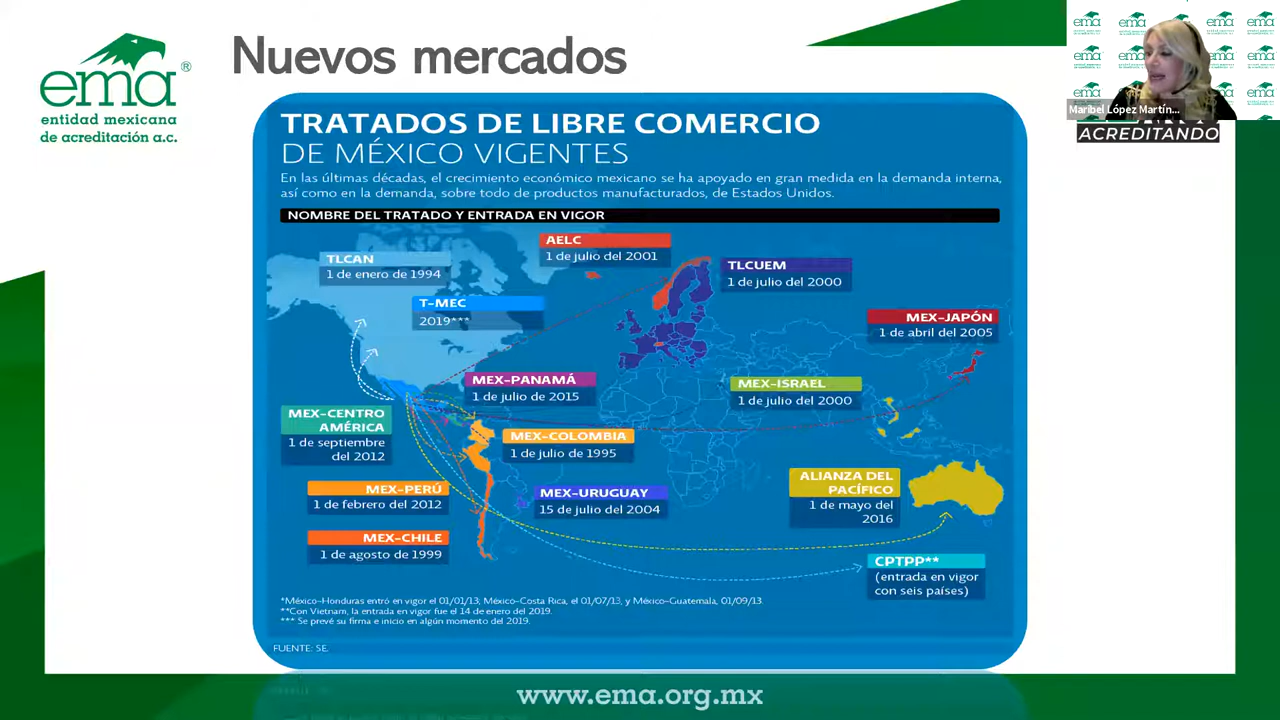 Nuevos mercados
ema®
entidad mexicana
de acreditación a.c.
Maribel López Martín...
ACREDITANDO
TRATADOS DE LIBRE COMERCIO
DE MÉXICO VIGENTES
En las últimas décadas, el crecimiento económico mexicano se ha apoyado en gran medida en la demanda interna,
así como en la demanda, sobre todo de productos manufacturados, de Estados Unidos.
NOMBRE DEL TRATADO Y ENTRADA EN VIGOR
AELC
1 de julio del 2001
TLCAN
1 de enero de 1994
TLCUEM
1 de julio del 2000
T-MEC
2019***
MEX-JAPÓN
1 de abril del 2005
MEX-PANAMÁ
1 de julio de 2015
MEX-ISRAEL
1 de julio del 2000
MEX-CENTRO
AMÉRICA
1 de septiembre
del 2012
MEX-COLOMBIA
1 de julio de 1995
MEX-PERÚ
1 de febrero del 2012
MEX-URUGUAY
15 de julio del 2004
ALIANZA DEL
PACÍFICO
1 de mayo del
2016
MEX-CHILE
1 de agosto de 1999
CPTPP**
(entrada en vigor
con seis países)
*México-Honduras entró en vigor el 01/01/13; México-Costa Rica, el 01/07/13, y México-Guatemala, 01/09/13.
**Con Vietnam, la entrada en vigor fue el 14 de enero del 2019.
*** Se prevé su firma e inicio en algún momento del 2019.
FUENTE: SE.
www.ema.org.mx